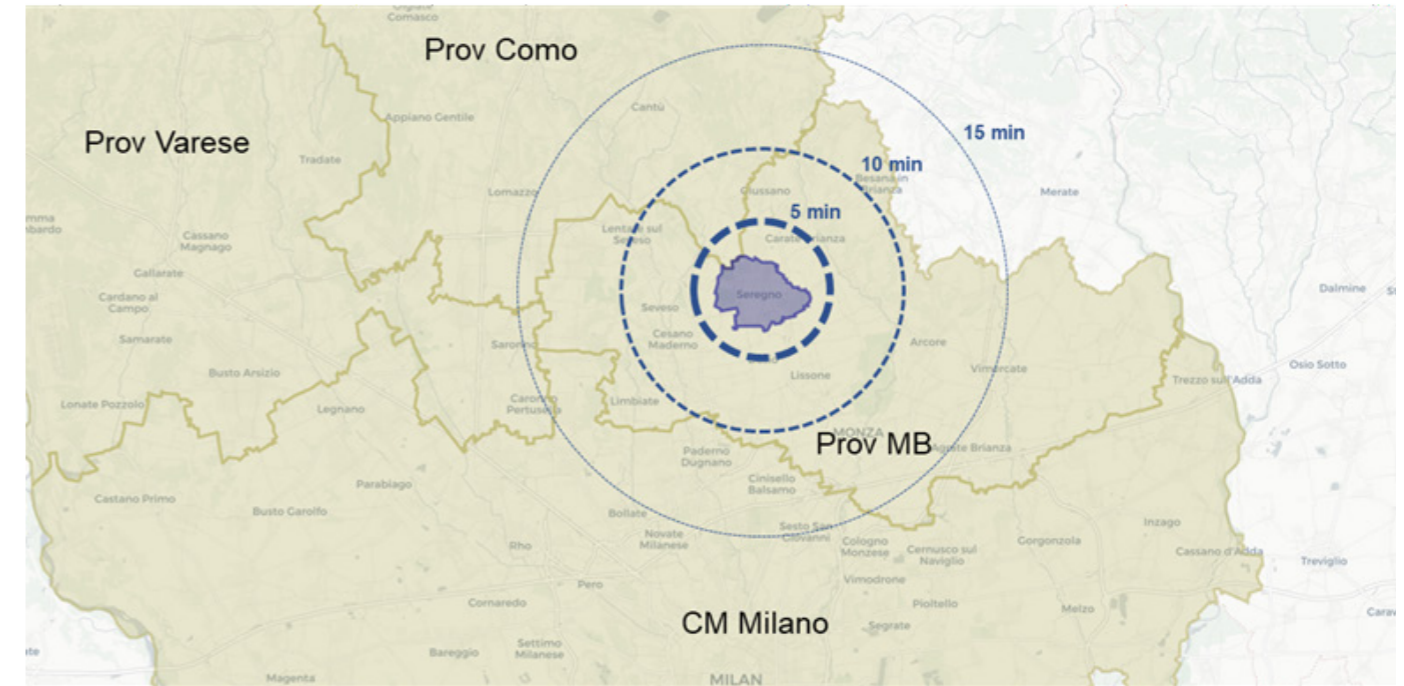 Comasco
Prov Como
Cantù
15 min
Appiano Gentile
Prov Varese
Tradate
10 min
Besana in
Brianza
Merate
Lomazzo
Giussano
5 min
Lentate sul
Seveso
Carate Brianza
Cassano
Magnago
Gallarate
Cardano al
Campo
Seregno
Dalmine
Seveso
Samarate
Cesano
Maderno
Saronno
Arcore
Busto Arsizio
Lissone
Vimercate
Osio Sotto
Trezzo sull'Adda
Lonate Pozzolo
Legnano
Caronno
Pertusella
Limbiate
MONZA
Prov MB
Agrate Brianza
Paderno
Dugnano
Cinisello
Balsamo
Parabiago
Castano Primo
Busto Garolfo
Bollate
Sesto San
Giovanni
Novate
Milanese
Cologno
Monzese
Cernusco sul
Naviglio
Gorgonzola
Inzago
Cassano d'Adda
Treviglio
Rho
Pero
Vimodrone
Cornaredo
Pioltello
Melzo
CM Milano
Segrate
Settimo
Milanese
Bareggio
Magenta
MILAN